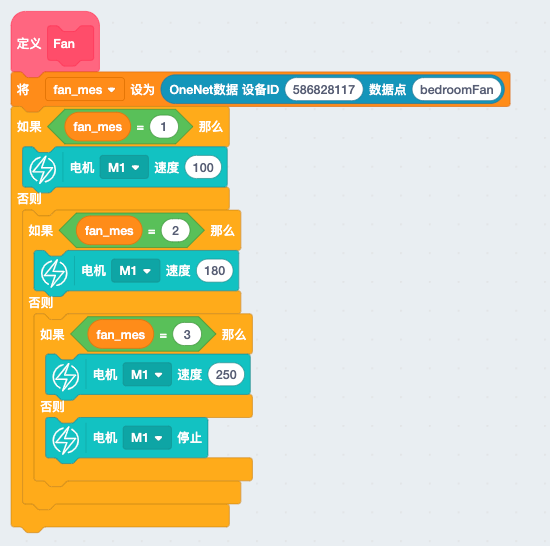 定义 Fan
将 fan_mes 设为 OneNet数据 设备ID 586828117 数据点 bedroomFan
如果 fan_mes = 1 那么
电机 M1 速度 100
否则
如果 fan_mes = 2 那么
电机 M1 速度 180
否则
如果 fan_mes = 3 那么
电机 M1 速度 250
否则
电机 M1 停止